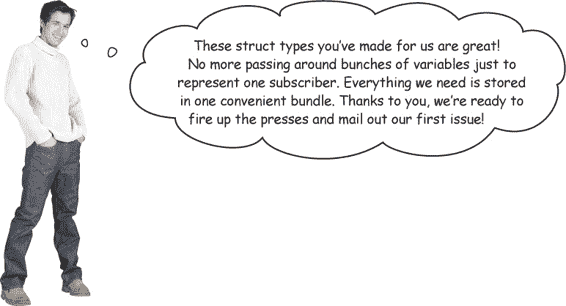 These struct types you've made for us are great!
No more passing around bunches of variables just to
represent one subscriber. Everything we need is stored
in one convenient bundle. Thanks to you, we're ready to
fire up the presses and mail out our first issue!